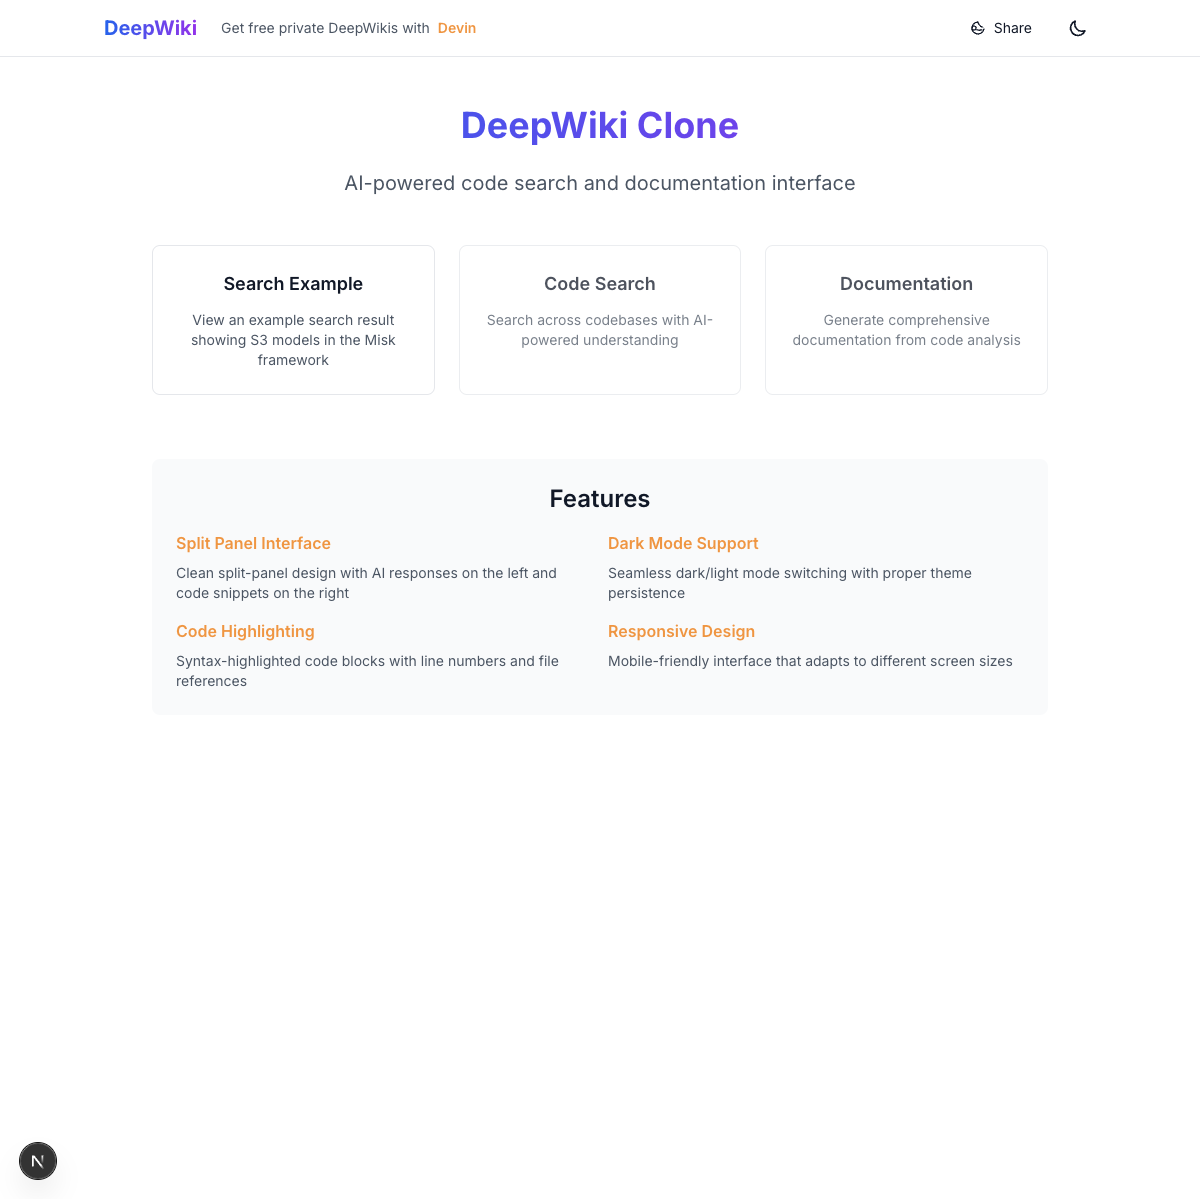 DeepWiki Get free private DeepWikis with Devin Share
DeepWiki Clone
AI-powered code search and documentation interface
Search Example
View an example search result
showing S3 models in the Misk
framework
Code Search
Search across codebases with AI-
powered understanding
Documentation
Generate comprehensive
documentation from code analysis
Features
Split Panel Interface
Clean split-panel design with AI responses on the left and
code snippets on the right
Dark Mode Support
Seamless dark/light mode switching with proper theme
persistence
Code Highlighting
Syntax-highlighted code blocks with line numbers and file
references
Responsive Design
Mobile-friendly interface that adapts to different screen sizes
N